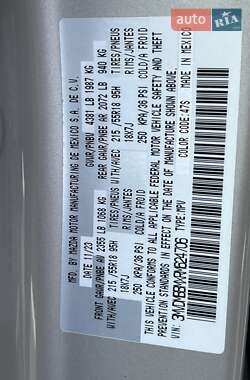 AUTO
RIA
MFD. BY MAZDA MOTOR MANUFACTURING DE MEXICO S.A. DE C.V.
DATE 11/23 GVWR/PNBV 4381 LB 1987 KG
FRONT GAWR/PNBE AV 2355 LB 1068 KG REAR GAWR/PNBE AR 2072 LB 940 KG
WITH/AVEC 215/55R18 95H TIRES/PNEUS WITH/AVEC 215/55R18 95H TIRES/PNEUS
18X7J RIMS/JANTES 18X7J RIMS/JANTES
250 KPA/36 PSI COLD/A FROID 250 KPA/36 PSI COLD/A FROID
THIS VEHICLE CONFORMS TO ALL APPLICABLE FEDERAL MOTOR VEHICLE SAFETY AND THEFT
PREVENTION STANDARDS IN EFFECT ON THE DATE OF MANUFACTURE SHOWN ABOVE.
TYPE:MPV COLOR: 47S MADE IN MEXICO